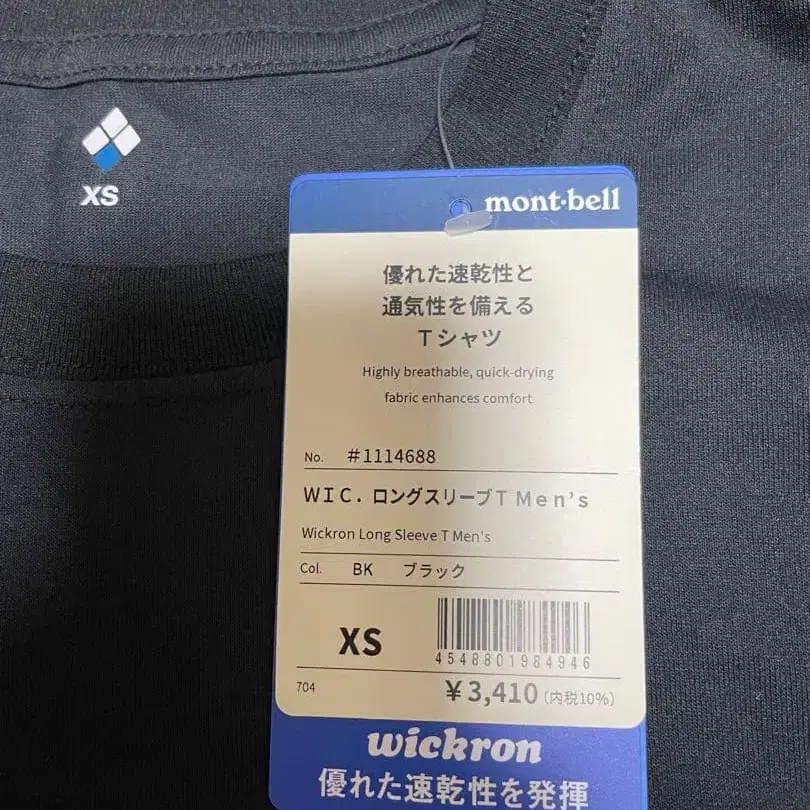 XS
mont·bell
優れた速乾性と
通気性を備える
Tシャツ
Highly breathable, quick-drying
fabric enhances comfort
No. #1114688
WIC. ロングスリーブT Men's
Wickron Long Sleeve T Men's
Col. BK ブラック
XS
4548801984946
704
¥3,410(内税10%)
wickron
優れた速乾性を発揮